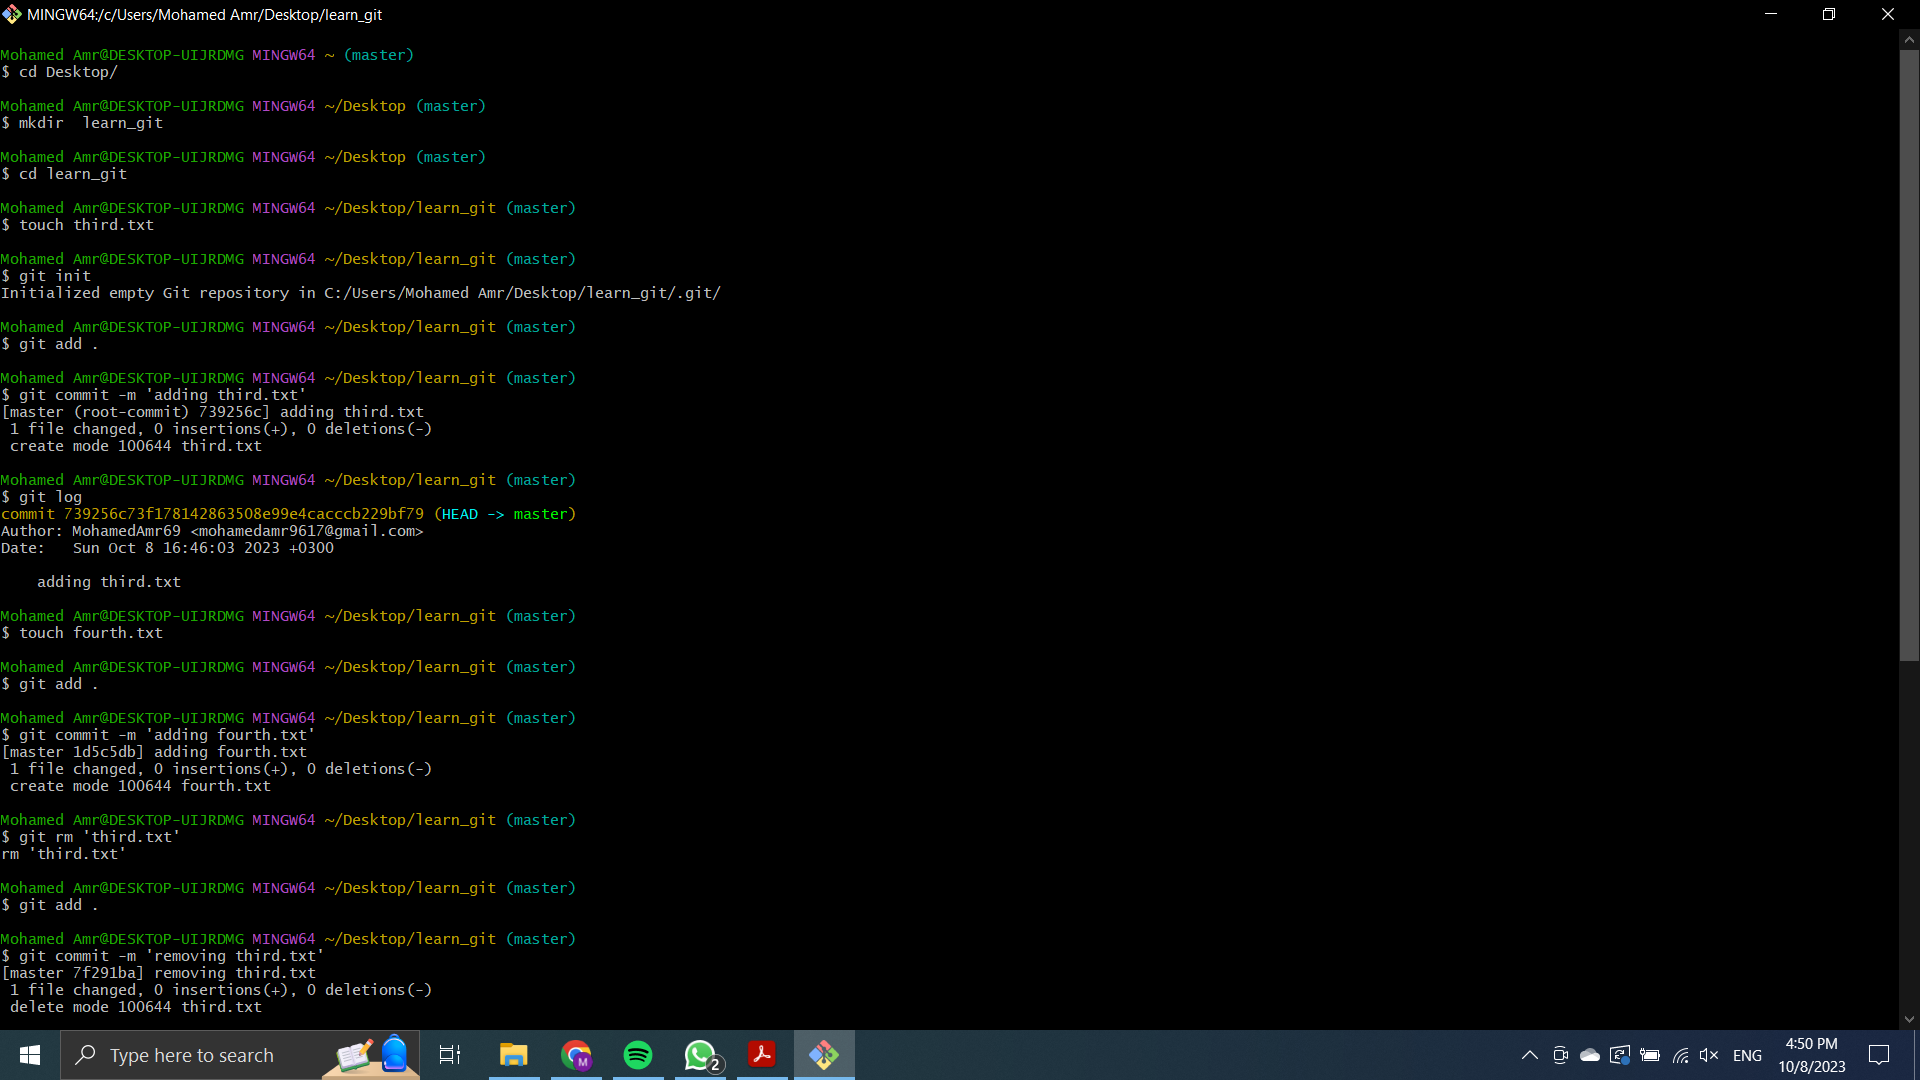 MINGW64:/c/Users/Mohamed Amr/Desktop/learn_git
Mohamed Amr@DESKTOP-UIJRDMG MINGW64 ~ (master)
$ cd Desktop/
Mohamed Amr@DESKTOP-UIJRDMG MINGW64 ~/Desktop (master)
$ mkdir  learn_git
Mohamed Amr@DESKTOP-UIJRDMG MINGW64 ~/Desktop (master)
$ cd learn_git
Mohamed Amr@DESKTOP-UIJRDMG MINGW64 ~/Desktop/learn_git (master)
$ touch third.txt
Mohamed Amr@DESKTOP-UIJRDMG MINGW64 ~/Desktop/learn_git (master)
$ git init
Initialized empty Git repository in C:/Users/Mohamed Amr/Desktop/learn_git/.git/
Mohamed Amr@DESKTOP-UIJRDMG MINGW64 ~/Desktop/learn_git (master)
$ git add .
Mohamed Amr@DESKTOP-UIJRDMG MINGW64 ~/Desktop/learn_git (master)
$ git commit -m 'adding third.txt'
[master (root-commit) 739256c] adding third.txt
 1 file changed, 0 insertions(+), 0 deletions(-)
 create mode 100644 third.txt
Mohamed Amr@DESKTOP-UIJRDMG MINGW64 ~/Desktop/learn_git (master)
$ git log
commit 739256c73f178142863508e99e4cacccb229bf79 (HEAD -> master)
Author: MohamedAmr69 <mohamedamr9617@gmail.com>
Date:   Sun Oct 8 16:46:03 2023 +0300
    adding third.txt
Mohamed Amr@DESKTOP-UIJRDMG MINGW64 ~/Desktop/learn_git (master)
$ touch fourth.txt
Mohamed Amr@DESKTOP-UIJRDMG MINGW64 ~/Desktop/learn_git (master)
$ git add .
Mohamed Amr@DESKTOP-UIJRDMG MINGW64 ~/Desktop/learn_git (master)
$ git commit -m 'adding fourth.txt'
[master 1d5c5db] adding fourth.txt
 1 file changed, 0 insertions(+), 0 deletions(-)
 create mode 100644 fourth.txt
Mohamed Amr@DESKTOP-UIJRDMG MINGW64 ~/Desktop/learn_git (master)
$ git rm 'third.txt'
rm 'third.txt'
Mohamed Amr@DESKTOP-UIJRDMG MINGW64 ~/Desktop/learn_git (master)
$ git add .
Mohamed Amr@DESKTOP-UIJRDMG MINGW64 ~/Desktop/learn_git (master)
$ git commit -m 'removing third.txt'
[master 7f291ba] removing third.txt
 1 file changed, 0 insertions(+), 0 deletions(-)
 delete mode 100644 third.txt
Type here to search
M
2
ENG
4:50 PM
10/8/2023